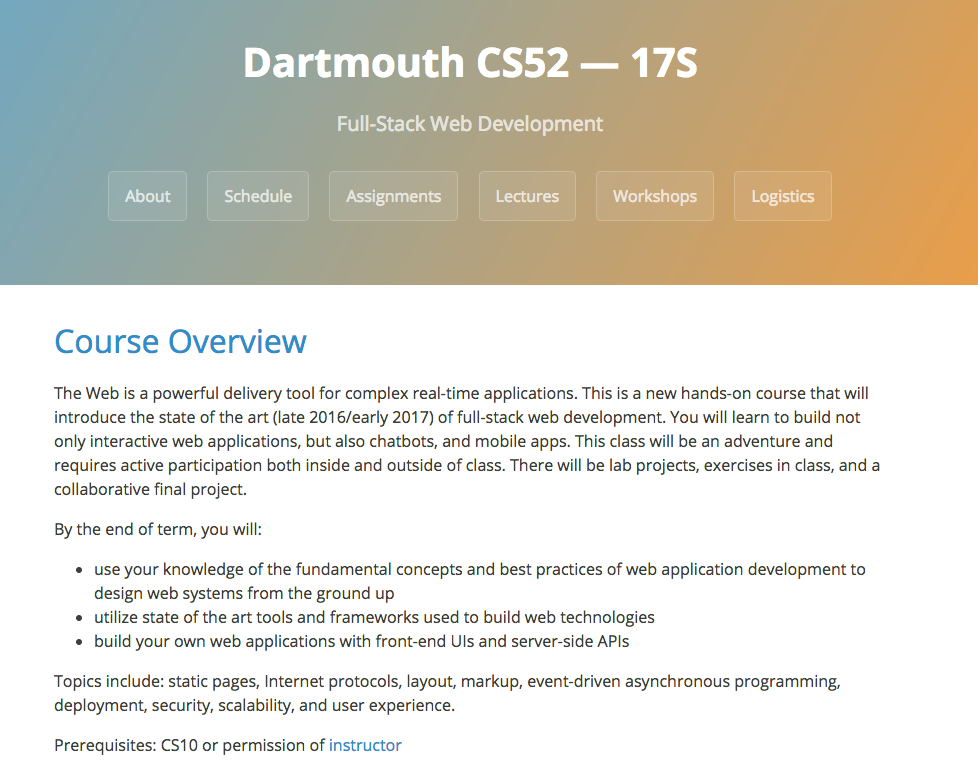 Dartmouth CS52 — 17S
Full-Stack Web Development
About Schedule Assignments Lectures Workshops Logistics
Course Overview
The Web is a powerful delivery tool for complex real-time applications. This is a new hands-on course that will
introduce the state of the art (late 2016/early 2017) of full-stack web development. You will learn to build not
only interactive web applications, but also chatbots, and mobile apps. This class will be an adventure and
requires active participation both inside and outside of class. There will be lab projects, exercises in class, and a
collaborative final project.
By the end of term, you will:
• use your knowledge of the fundamental concepts and best practices of web application development to
design web systems from the ground up
• utilize state of the art tools and frameworks used to build web technologies
• build your own web applications with front-end UIs and server-side APIs
Topics include: static pages, Internet protocols, layout, markup, event-driven asynchronous programming,
deployment, security, scalability, and user experience.
Prerequisites: CS10 or permission of instructor